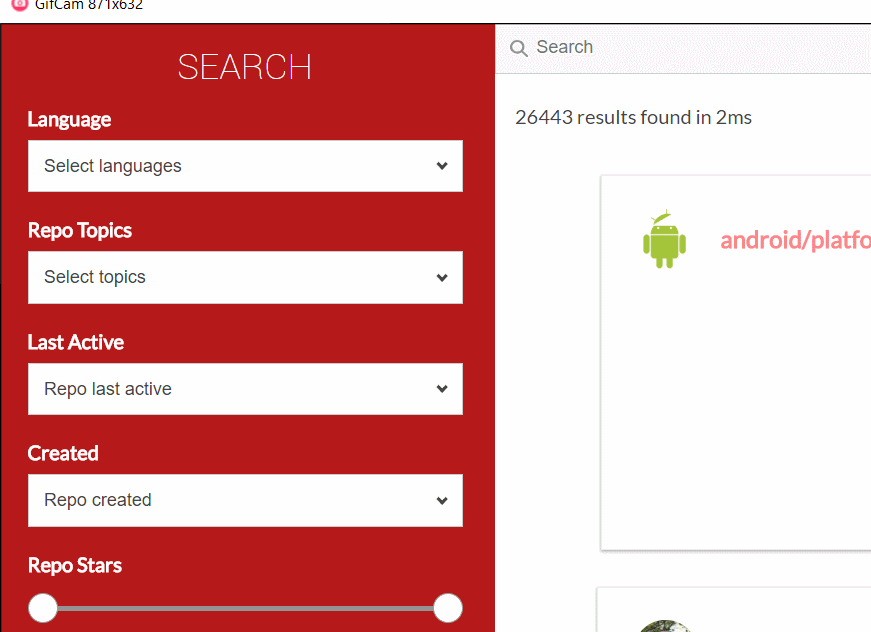 GifCam 871x632
SEARCH
Language
Select languages
Repo Topics
Select topics
Last Active
Repo last active
Created
Repo created
Repo Stars
Search
26443 results found in 2ms
android/platfo